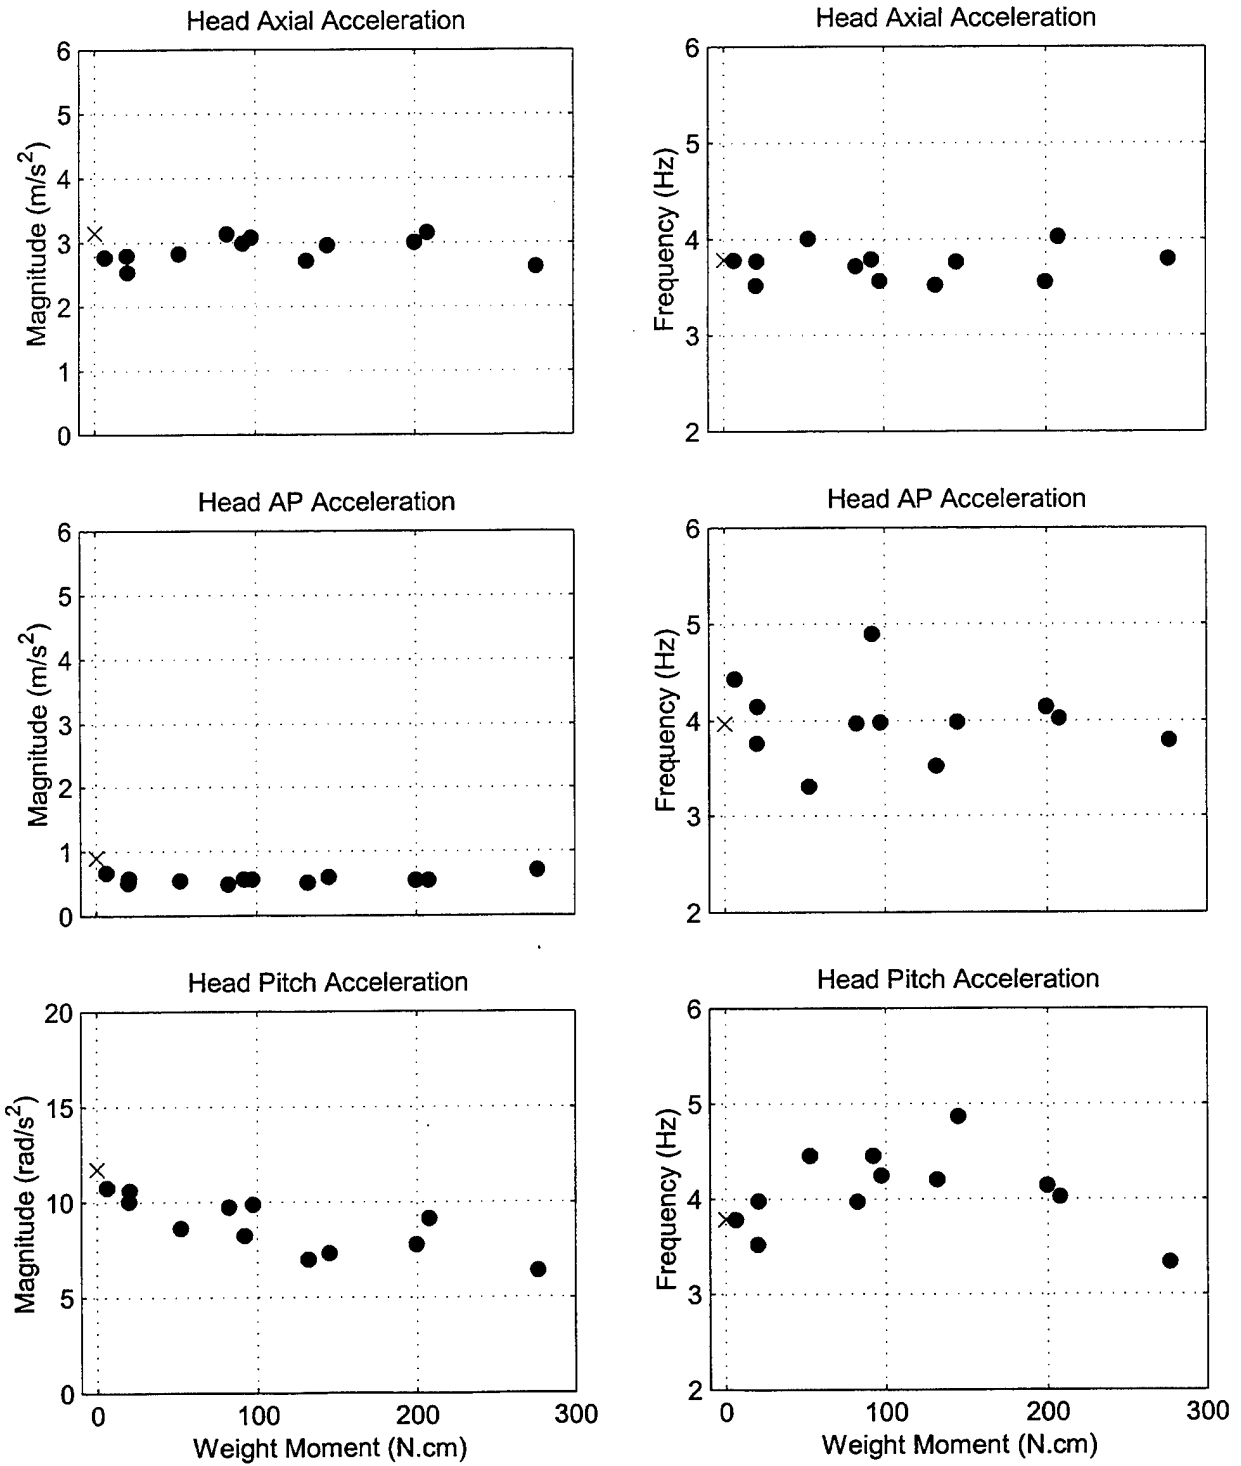 Head Axial Acceleration
Magnitude (m/s²)
6
5
4
3
2
1
0
Head Axial Acceleration
Frequency (Hz)
6
5
4
3
2
Head AP Acceleration
Magnitude (m/s²)
6
5
4
3
2
1
0
Head AP Acceleration
Frequency (Hz)
6
5
4
3
2
Head Pitch Acceleration
Magnitude (rad/s²)
20
15
10
5
0
0 100 200 300
Weight Moment (N.cm)
Head Pitch Acceleration
Frequency (Hz)
6
5
4
3
2
0 100 200 300
Weight Moment (N.cm)